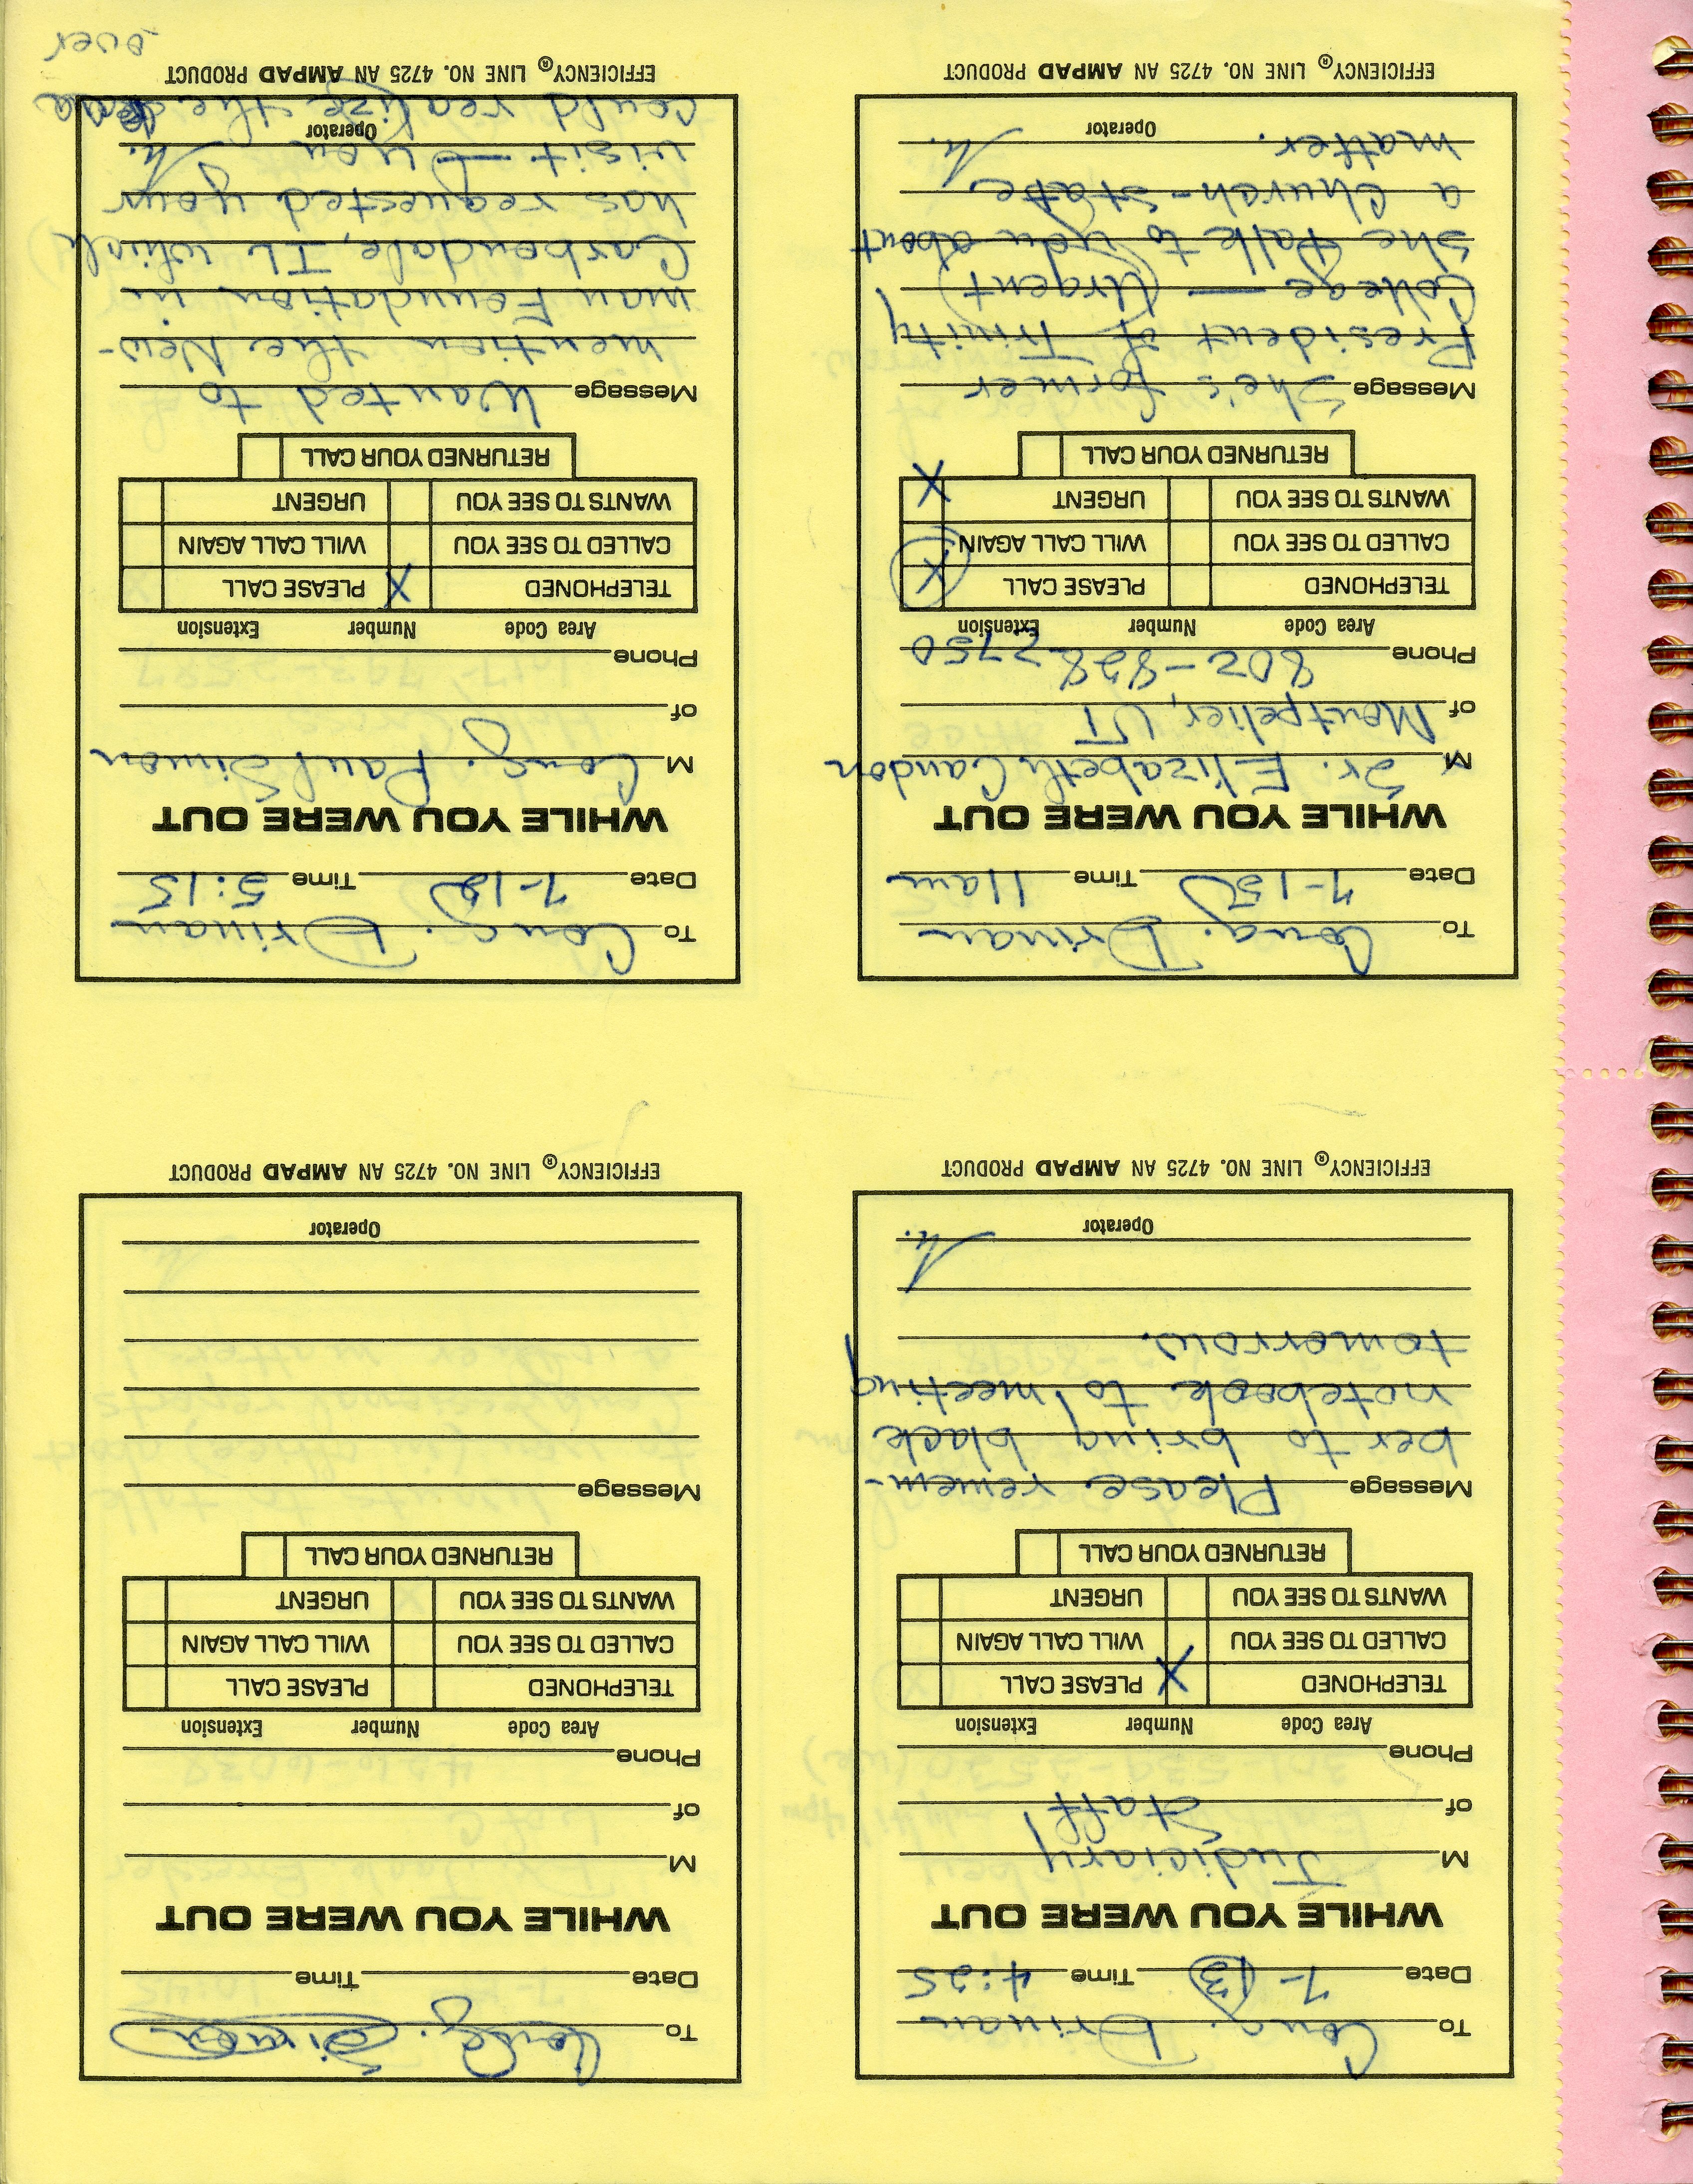 To Cong. Drinan
Date 7-13 Time 4:25
WHILE YOU WERE OUT
M Judiciary
of Staff
Phone
Area Code Number Extension
TELEPHONED X PLEASE CALL
CALLED TO SEE YOU WILL CALL AGAIN
WANTS TO SEE YOU URGENT
RETURNED YOUR CALL
Message Please remem-
ber to bring black
notebook to meeting
tomorrow.
M.
Operator
EFFICIENCY® LINE NO. 4725 AN AMPAD PRODUCT
To Cong. Simon
Date Time
WHILE YOU WERE OUT
M
of
Phone
Area Code Number Extension
TELEPHONED PLEASE CALL
CALLED TO SEE YOU WILL CALL AGAIN
WANTS TO SEE YOU URGENT
RETURNED YOUR CALL
Message
Operator
EFFICIENCY® LINE NO. 4725 AN AMPAD PRODUCT
To Cong. Drinan
Date 7-15 Time 11am
WHILE YOU WERE OUT
M Sr. Elizabeth Candon
of Montpelier, VT
Phone 802-828 2750
Area Code Number Extension
TELEPHONED PLEASE CALL X
CALLED TO SEE YOU WILL CALL AGAIN
WANTS TO SEE YOU URGENT X
RETURNED YOUR CALL
Message She's former
President of Trinity
College — Urgent
she talk to you about
a Church-State
matter. M.
Operator
EFFICIENCY® LINE NO. 4725 AN AMPAD PRODUCT
To Cong. Drinan
Date 7-12 Time 5:15
WHILE YOU WERE OUT
M Cong. Paul Simon
of
Phone
Area Code Number Extension
TELEPHONED X PLEASE CALL
CALLED TO SEE YOU WILL CALL AGAIN
WANTS TO SEE YOU URGENT
RETURNED YOUR CALL
Message Wanted to
mention the New-
man Foundation in
Carbondale, IL which
has requested your
visit — you M.
Operator
could realize the
EFFICIENCY® LINE NO. 4725 AN AMPAD PRODUCT
over